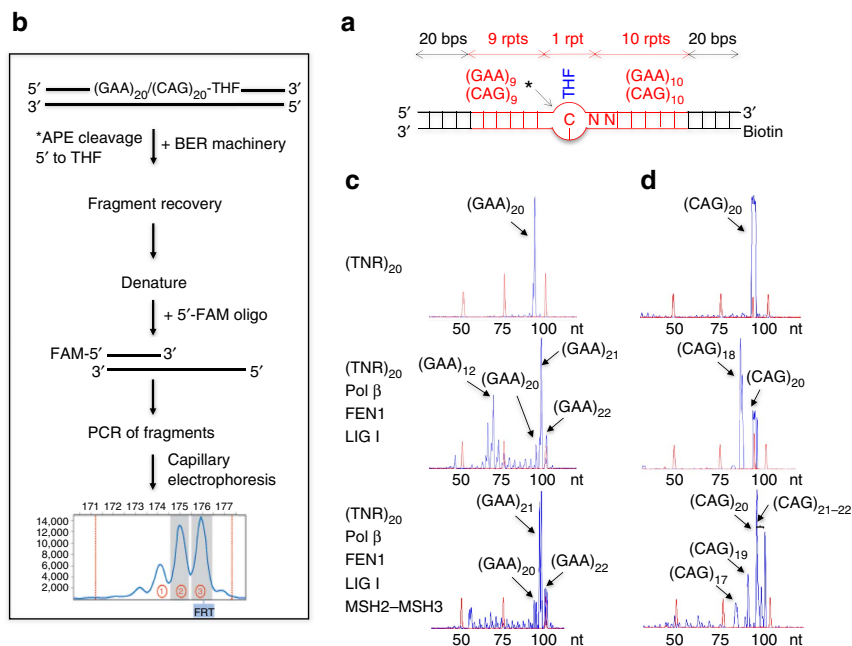 b
5′ (GAA)20/(CAG)20-THF 3′
3′ 5′
*APE cleavage
5′ to THF
+ BER machinery
Fragment recovery
Denature
+ 5′-FAM oligo
FAM-5′ 3′
3′ 5′
PCR of fragments
Capillary
electrophoresis
171 172 173 174 175 176 177
14,000
12,000
10,000
8,000
6,000
4,000
2,000
1 2 3
FRT
a
20 bps 9 rpts 1 rpt 10 rpts 20 bps
(GAA)9 * THF (GAA)10
(CAG)9 (CAG)10
5′ 3′
C N N
3′ Biotin
c
(TNR)20
(GAA)20
50 75 100 nt
(TNR)20
Pol β
FEN1
LIG I
(GAA)12
(GAA)20
(GAA)21
(GAA)22
50 75 100 nt
(TNR)20
Pol β
FEN1
LIG I
MSH2–MSH3
(GAA)21
(GAA)20
(GAA)22
50 75 100 nt
d
(CAG)20
50 75 100 nt
(CAG)18
(CAG)20
50 75 100 nt
(CAG)20
(CAG)21–22
(CAG)19
(CAG)17
50 75 100 nt